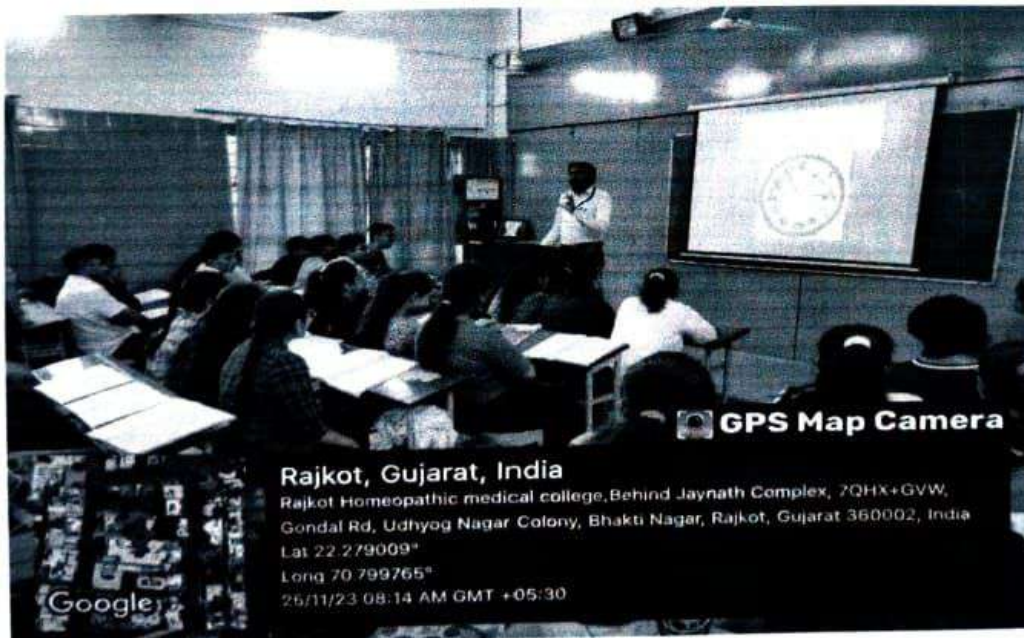 GPS Map Camera
Rajkot, Gujarat, India
Rajkot Homeopathic medical college,Behind Jaynath Complex, 7QHX+GVW,
Gondal Rd, Udhyog Nagar Colony, Bhakti Nagar, Rajkot, Gujarat 360002, India
Lat 22.279009°
Long 70.799765°
26/11/23 08:14 AM GMT +05:30
Google